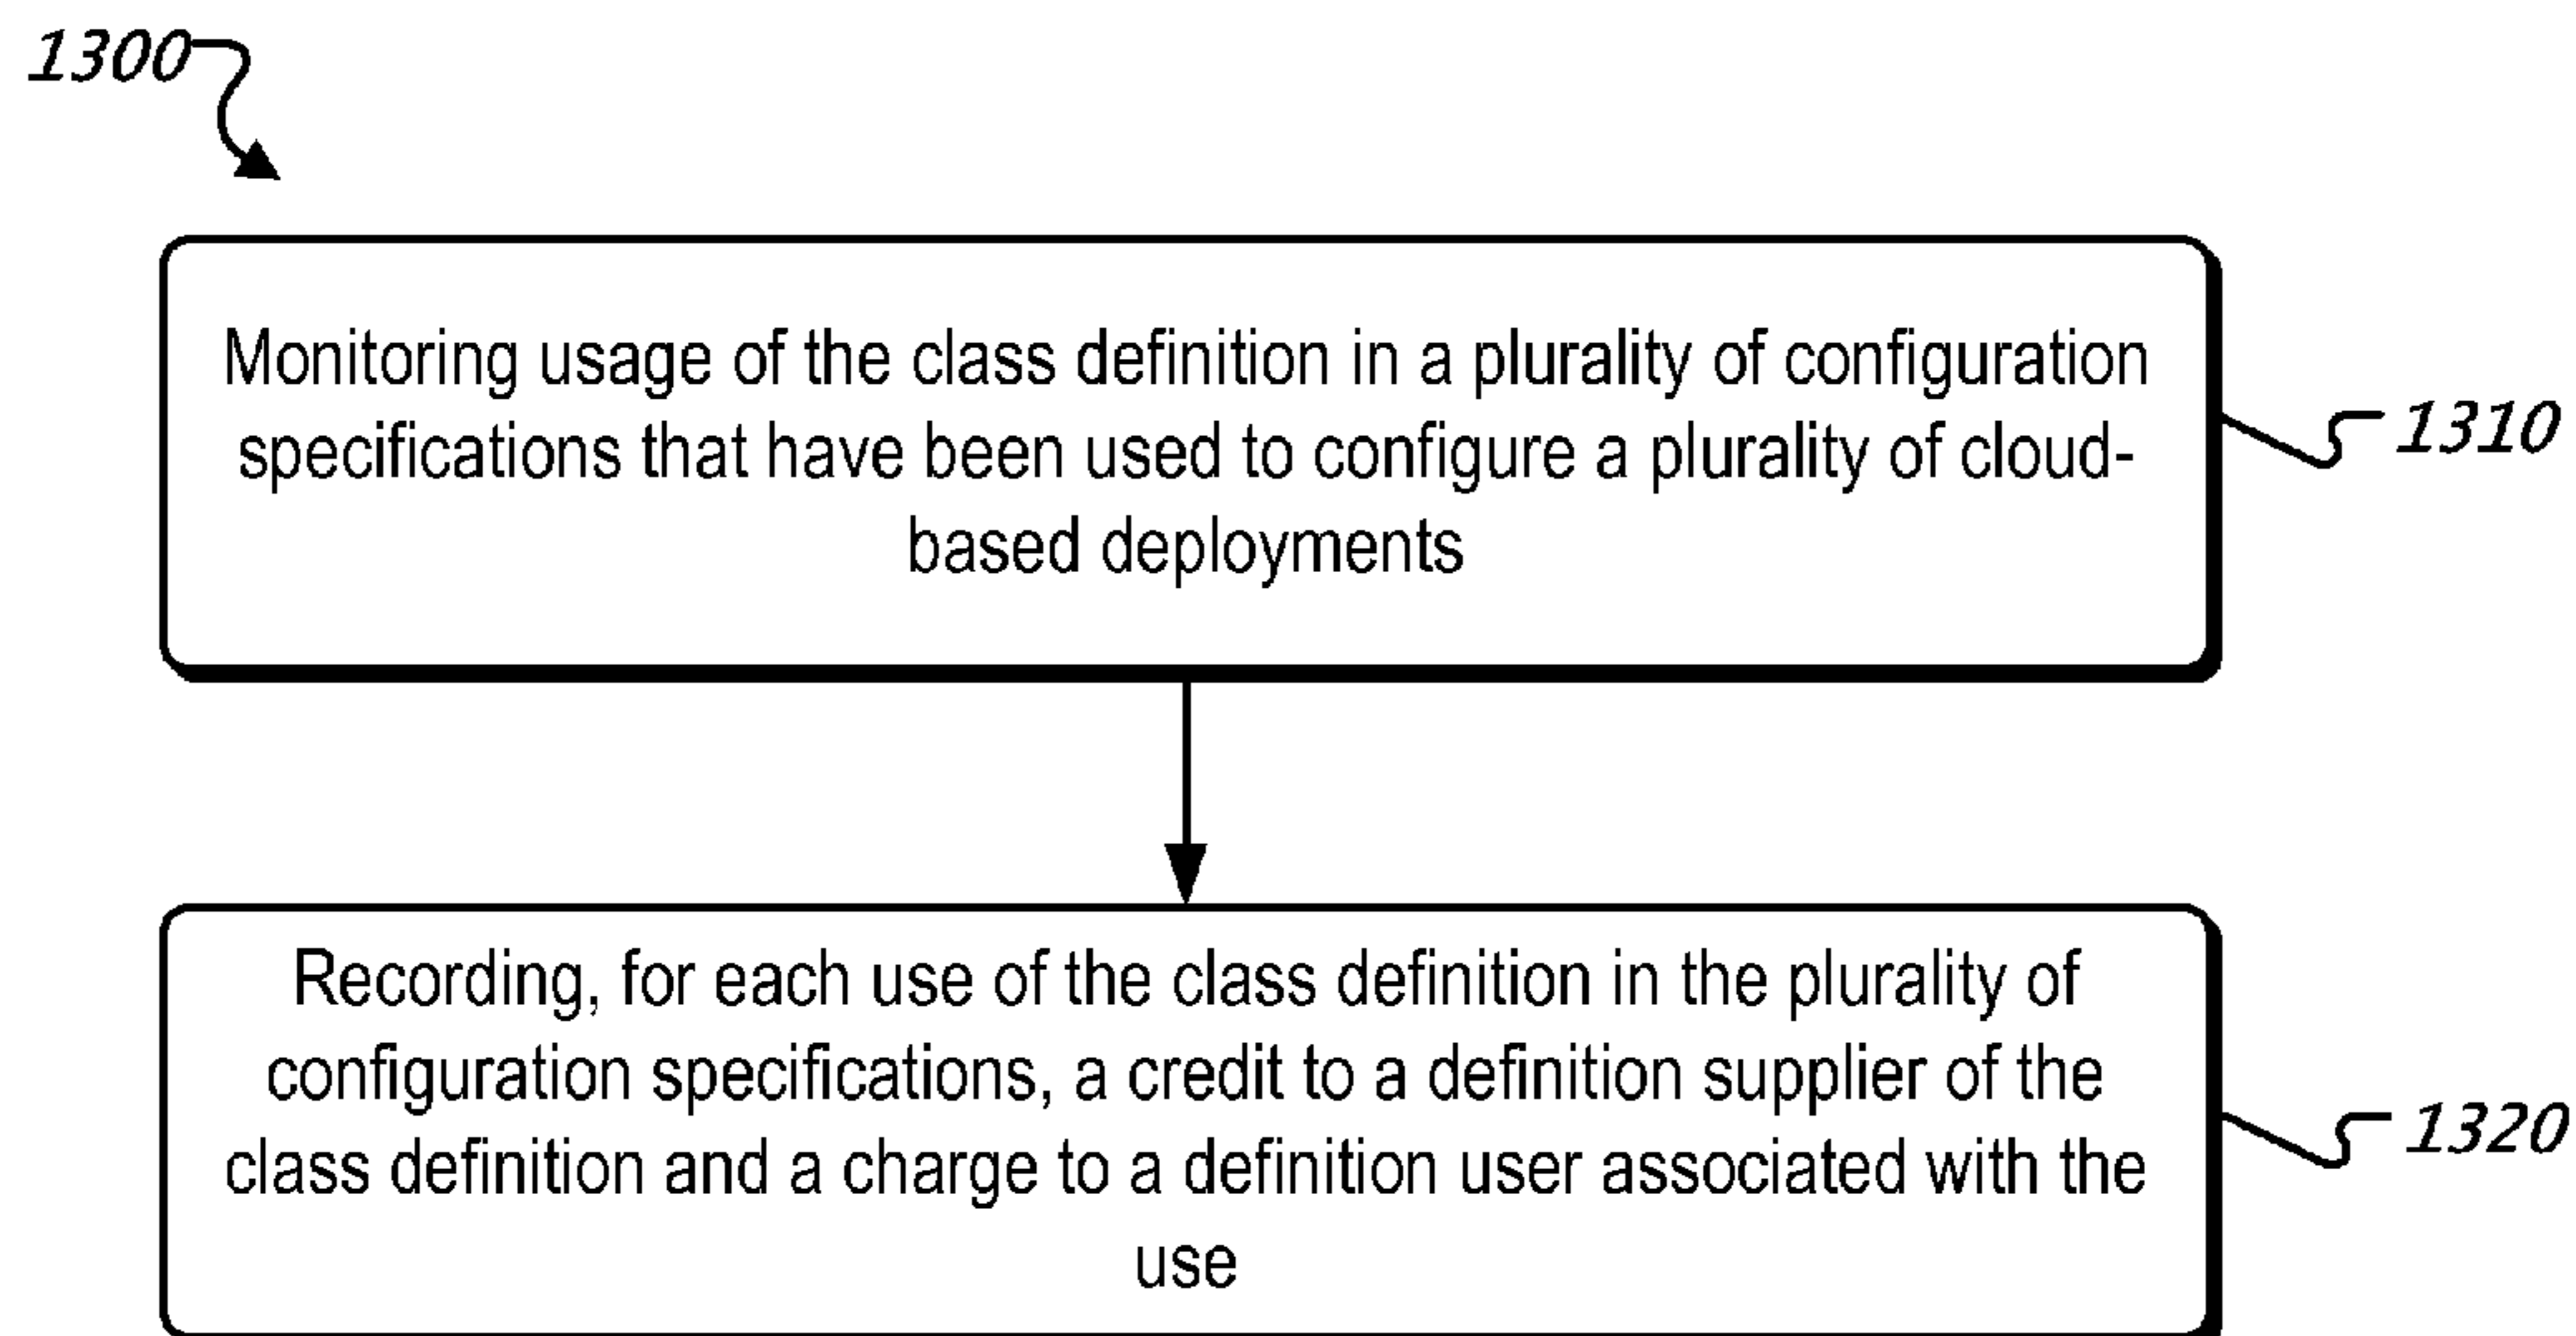 1300
Monitoring usage of the class definition in a plurality of configuration
specifications that have been used to configure a plurality of cloud-
based deployments
1310
Recording, for each use of the class definition in the plurality of
configuration specifications, a credit to a definition supplier of the
class definition and a charge to a definition user associated with the
use
1320